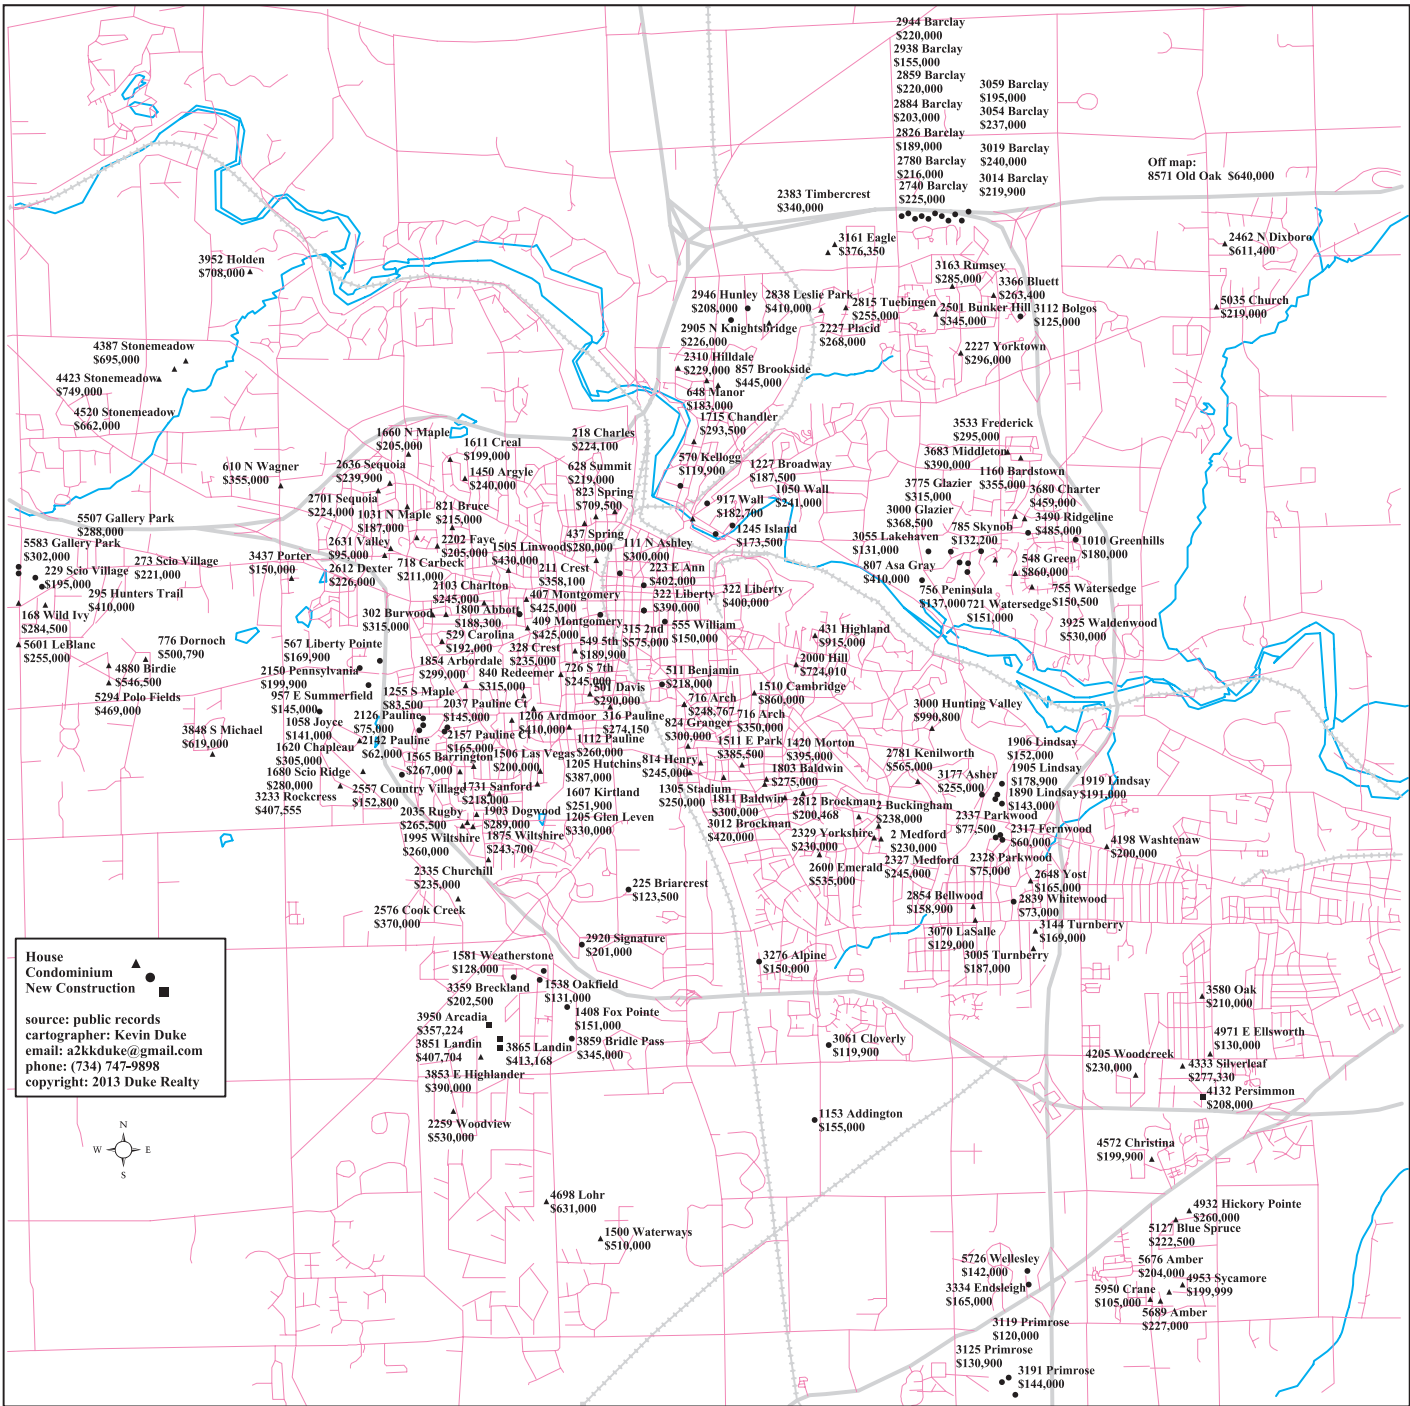 2944 Barclay
$220,000
2938 Barclay
$155,000
2859 Barclay
$220,000
2884 Barclay
$203,000
2826 Barclay
$189,000
2780 Barclay
$216,000
2740 Barclay
$225,000
3059 Barclay
$195,000
3054 Barclay
$237,000
3019 Barclay
$240,000
3014 Barclay
$219,900
Off map:
8571 Old Oak $640,000
2383 Timbercrest
$340,000
3161 Eagle
$376,350
2462 N Dixboro
$611,400
3952 Holden
$708,000
3163 Rumsey
$285,000
3366 Bluett
$263,400
2946 Hunley
$208,000
2838 Leslie Park
$410,000
2815 Tuebingen
$255,000
2501 Bunker Hill
$345,000
3112 Bolgos
$125,000
5035 Church
$219,000
2905 N Knightsbridge
$226,000
2227 Placid
$268,000
4387 Stonemeadow
$695,000
2310 Hilldale
$229,000
857 Brookside
$445,000
2227 Yorktown
$296,000
4423 Stonemeadow
$749,000
648 Manor
$183,000
4520 Stonemeadow
$662,000
1715 Chandler
$293,500
3533 Frederick
$295,000
1660 N Maple
$205,000
1611 Creal
$199,000
218 Charles
$224,100
570 Kellogg
$119,900
3683 Middleton
$390,000
610 N Wagner
$355,000
2636 Sequoia
$239,900
1450 Argyle
$240,000
628 Summit
$219,000
1227 Broadway
$187,500
1160 Bardstown
$355,000
2701 Sequoia
$224,000
821 Bruce
$215,000
823 Spring
$709,500
917 Wall
$182,700
1050 Wall
$241,000
3775 Glazier
$315,000
3680 Charter
$459,000
5507 Gallery Park
$288,000
1031 N Maple
$187,000
3000 Glazier
$368,500
3490 Ridgeline
$485,000
5583 Gallery Park
$302,000
2631 Valley
$95,000
2202 Faye
$205,000
437 Spring
$280,000
1245 Island
$173,500
785 Skynob
$132,200
1010 Greenhills
$180,000
273 Scio Village
$221,000
3437 Porter
$150,000
1505 Linwood
$430,000
111 N Ashley
$300,000
3055 Lakehaven
$131,000
548 Green
$860,000
229 Scio Village
$195,000
2612 Dexter
$226,000
718 Carbeck
$211,000
211 Crest
$358,100
223 E Ann
$402,000
807 Asa Gray
$410,000
295 Hunters Trail
$410,000
2103 Charlton
$245,000
407 Montgomery
$425,000
322 Liberty
$390,000
322 Liberty
$400,000
756 Peninsula
$137,000
755 Watersedge
$150,500
168 Wild Ivy
$284,500
302 Burwood
$315,000
1800 Abbott
$188,300
409 Montgomery
$425,000
315 2nd
$575,000
555 William
$150,000
721 Watersedge
$151,000
3925 Waldenwood
$530,000
5601 LeBlanc
$255,000
776 Dornoch
$500,790
567 Liberty Pointe
$169,900
529 Carolina
$192,000
328 Crest
$235,000
549 5th
$189,900
431 Highland
$915,000
4880 Birdie
$546,500
2150 Pennsylvania
$199,900
1854 Arbordale
$299,000
840 Redeemer
$315,000
726 S 7th
$245,000
511 Benjamin
$218,000
2000 Hill
$724,010
5294 Polo Fields
$469,000
957 E Summerfield
$145,000
1255 S Maple
$83,500
2037 Pauline Ct
$145,000
501 Davis
$290,000
716 Arch
$248,767
1510 Cambridge
$860,000
3000 Hunting Valley
$990,800
3848 S Michael
$619,000
1058 Joyce
$141,000
2126 Pauline
$75,000
1206 Ardmoor
$410,000
316 Pauline
$274,150
716 Arch
$350,000
824 Granger
$300,000
1620 Chapleau
$305,000
2142 Pauline
$62,000
2157 Pauline Ct
$165,000
1112 Pauline
$260,000
1511 E Park
$385,500
1420 Morton
$395,000
1906 Lindsay
$152,000
1680 Scio Ridge
$280,000
1565 Barrington
$267,000
1506 Las Vegas
$200,000
1205 Hutchins
$387,000
814 Henry
$245,000
1803 Baldwin
$275,000
2781 Kenilworth
$565,000
1905 Lindsay
$178,900
3233 Rockcress
$407,555
2557 Country Village
$152,800
1731 Sanford
$218,000
1607 Kirtland
$251,900
1305 Stadium
$250,000
3177 Asher
$255,000
1919 Lindsay
$191,000
1890 Lindsay
$143,000
2035 Rugby
$265,500
1903 Dogwood
$289,000
1205 Glen Leven
$330,000
1811 Baldwin
$300,000
2812 Brockman
$200,468
2 Buckingham
$238,000
2337 Parkwood
$77,500
1995 Wiltshire
$260,000
1875 Wiltshire
$243,700
3012 Brockman
$420,000
2329 Yorkshire
$230,000
2 Medford
$230,000
2317 Fernwood
$60,000
4198 Washtenaw
$200,000
2335 Churchill
$235,000
2600 Emerald
$535,000
2327 Medford
$245,000
2328 Parkwood
$75,000
225 Briarcrest
$123,500
2648 Yost
$165,000
2576 Cook Creek
$370,000
2854 Bellwood
$158,900
2839 Whitewood
$73,000
3070 LaSalle
$129,000
3144 Turnberry
$169,000
2920 Signature
$201,000
3276 Alpine
$150,000
3005 Turnberry
$187,000
House
Condominium
New Construction
source: public records
cartographer: Kevin Duke
email: a2kkduke@gmail.com
phone: (734) 747-9898
copyright: 2013 Duke Realty
1581 Weatherstone
$128,000
3359 Breckland
$202,500
1538 Oakfield
$131,000
3580 Oak
$210,000
3950 Arcadia
$357,224
1408 Fox Pointe
$151,000
3851 Landin
$407,704
3865 Landin
$413,168
3859 Bridle Pass
$345,000
3061 Cloverly
$119,900
4971 E Ellsworth
$130,000
4205 Woodcreek
$230,000
4333 Silverleaf
$277,330
3853 E Highlander
$390,000
4132 Persimmon
$208,000
2259 Woodview
$530,000
1153 Addington
$155,000
N
W E
S
4572 Christina
$199,900
4698 Lohr
$631,000
4932 Hickory Pointe
$260,000
1500 Waterways
$510,000
5127 Blue Spruce
$222,500
5726 Wellesley
$142,000
5676 Amber
$204,000
3334 Endsleigh
$165,000
5950 Crane
$105,000
4953 Sycamore
$199,999
5689 Amber
$227,000
3119 Primrose
$120,000
3125 Primrose
$130,900
3191 Primrose
$144,000